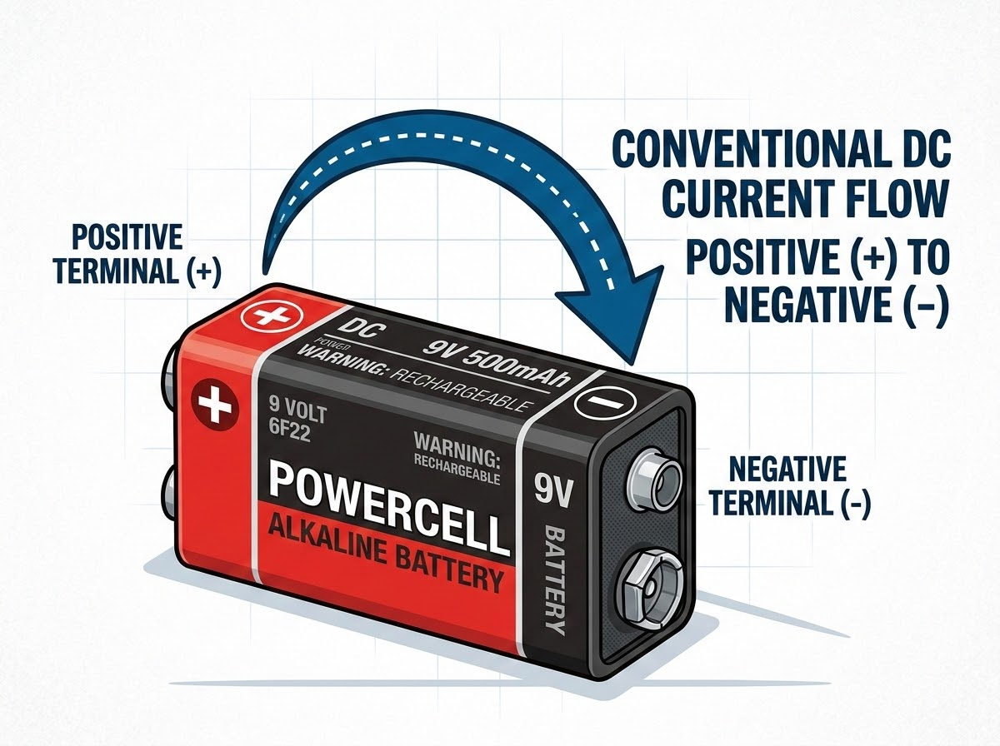 CONVENTIONAL DC
CURRENT FLOW
POSITIVE (+) TO
NEGATIVE (–)
POSITIVE
TERMINAL (+)
+
DC 9V 500mAh
POWER
WARNING: RECHARGEABLE
–
+
9 VOLT
6F22
WARNING:
RECHARGEABLE
POWERCELL
ALKALINE BATTERY
9V
BATTERY
NEGATIVE
TERMINAL (-)